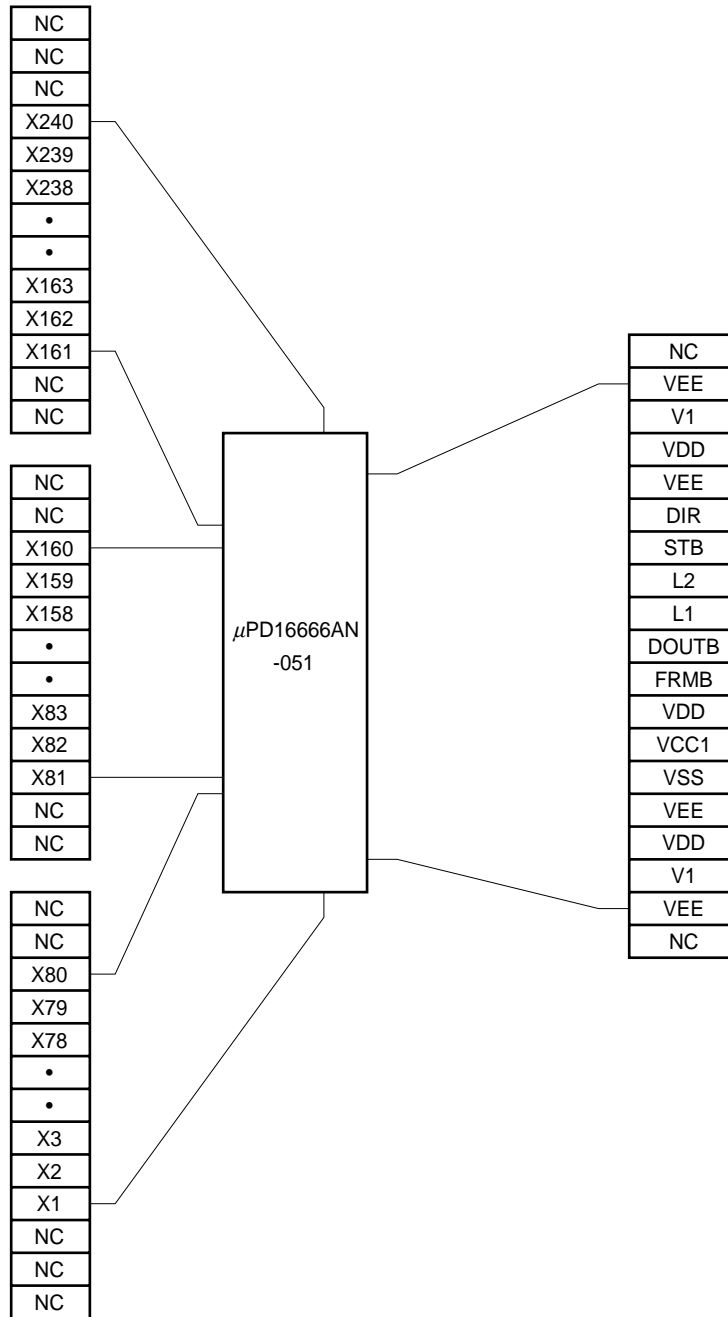 NC
NC
NC
X240
X239
X238
•
•
X163
X162
X161
NC
NC
NC
NC
X160
X159
X158
•
•
X83
X82
X81
NC
NC
NC
NC
X80
X79
X78
•
•
X3
X2
X1
NC
NC
NC
μPD16666AN
-051
NC
VEE
V1
VDD
VEE
DIR
STB
L2
L1
DOUTB
FRMB
VDD
VCC1
VSS
VEE
VDD
V1
VEE
NC